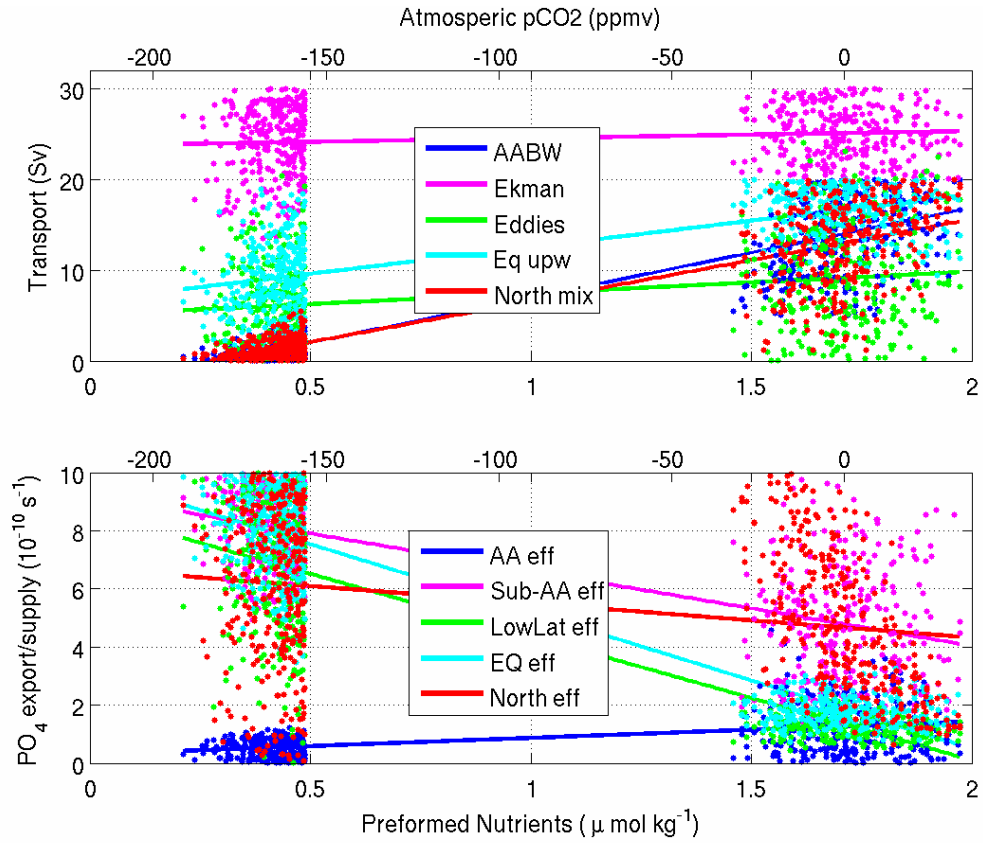 Atmosperic pCO2 (ppmv)
-200 -150 -100 -50 0
Transport (Sv)
30
20
10
0
AABW
Ekman
Eddies
Eq upw
North mix
0 0.5 1 1.5 2
-200 -150 -100 -50 0
PO4 export/supply (10^-10 s^-1)
10
8
6
4
2
0
AA eff
Sub-AA eff
LowLat eff
EQ eff
North eff
0 0.5 1 1.5 2
Preformed Nutrients ( μ mol kg^-1)